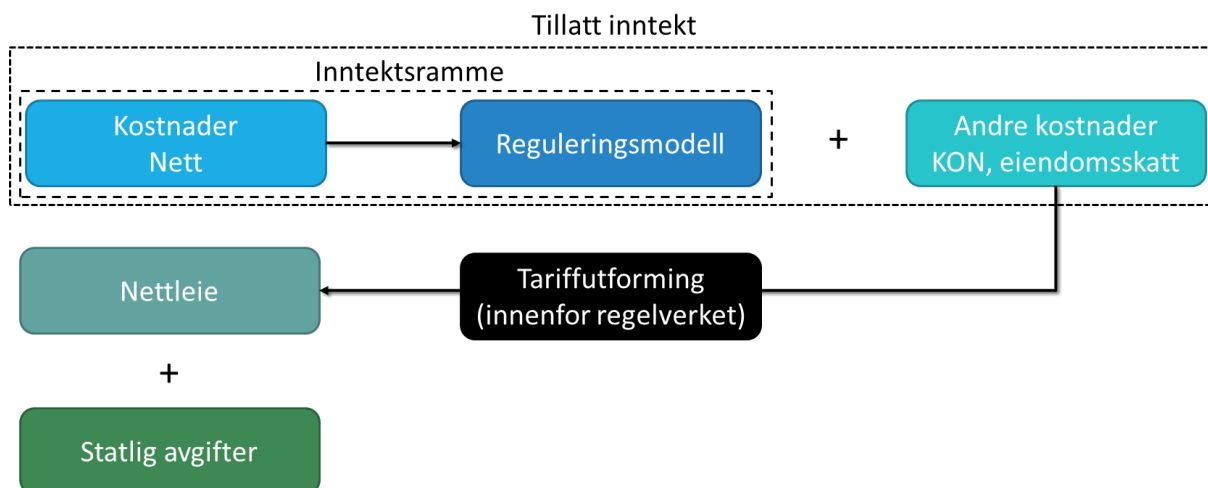 Tillatt inntekt
Inntektsramme
Kostnader
Nett
Reguleringsmodell
+
Andre kostnader
KON, eiendomsskatt
Nettleie
Tariffutforming
(innenfor regelverket)
+
Statlig avgifter